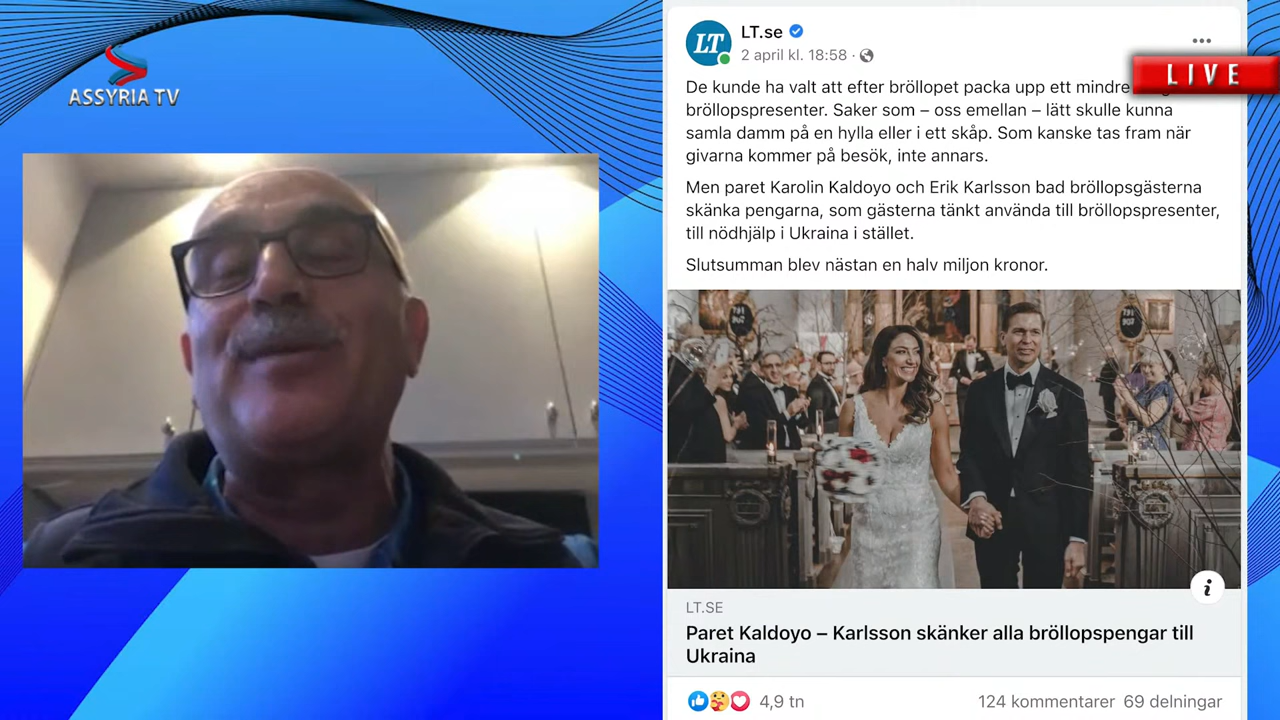 ASSYRIA TV
LT
LT.se
2 april kl. 18:58 ·
LIVE
De kunde ha valt att efter bröllopet packa upp ett mindre
bröllopspresenter. Saker som – oss emellan – lätt skulle kunna
samla damm på en hylla eller i ett skåp. Som kanske tas fram när
givarna kommer på besök, inte annars.
Men paret Karolin Kaldoyo och Erik Karlsson bad bröllopsgästerna
skänka pengarna, som gästerna tänkt använda till bröllopspresenter,
till nödhjälp i Ukraina i stället.
Slutsumman blev nästan en halv miljon kronor.
LT.SE
Paret Kaldoyo – Karlsson skänker alla bröllopspengar till
Ukraina
4,9 tn
124 kommentarer 69 delningar